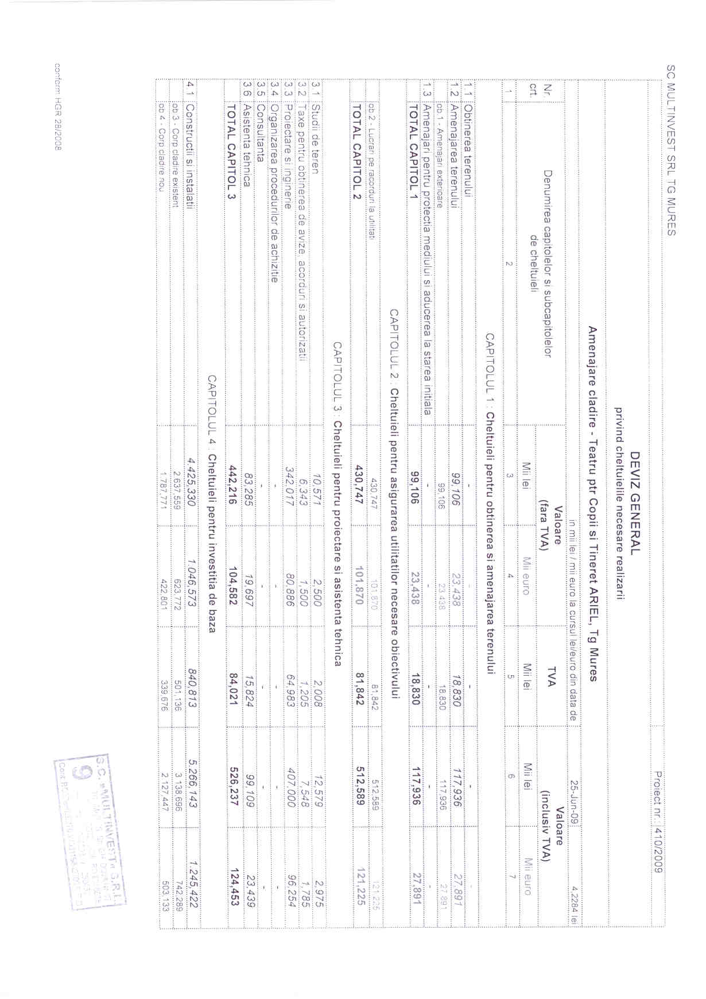 SC MULTINVEST SRL TG MURES
Proiect nr.: 410/2009
DEVIZ GENERAL
privind cheltuielile necesare realizarii
Amenajare cladire - Teatru ptr Copii si Tineret ARIEL, Tg Mures
in mii lei / mii euro la cursul lei/euro din data de 25-Jun-09 4.2284 lei
Nr. crt. Denumirea capitolelor si subcapitolelor de cheltuieli Valoare (fara TVA) TVA Valoare (inclusiv TVA)
Mii lei Mii euro Mii lei Mii lei Mii euro
1 2 3 4 5 6 7
CAPITOLUL 1 : Cheltuieli pentru obtinerea si amenajarea terenului
1.1 Obtinerea terenului - - - - -
1.2 Amenajarea terenului 99,106 23,438 18,830 117,936 27,891
ob 1 - Amenajari exterioare 99,106 23,438 18,830 117,936 27,891
1.3 Amenajari pentru protectia mediului si aducerea la starea initiala - - - - -
TOTAL CAPITOL 1 99,106 23,438 18,830 117,936 27,891
CAPITOLUL 2 : Cheltuieli pentru asigurarea utilitatilor necesare obiectivului
ob 2 - Lucrari pe racorduri la utilitati 430,747 101,870 81,842 512,589 121,225
TOTAL CAPITOL 2 430,747 101,870 81,842 512,589 121,225
CAPITOLUL 3 : Cheltuieli pentru proiectare si asistenta tehnica
3.1 Studii de teren 10,571 2,500 2,008 12,579 2,975
3.2 Taxe pentru obtinerea de avize, acorduri si autorizatii 6,343 1,500 1,205 7,548 1,785
3.3 Proiectare si inginerie 342,017 80,886 64,983 407,000 96,254
3.4 Organizarea procedurilor de achizitie - - - - -
3.5 Consultanta - - - - -
3.6 Asistenta tehnica 83,285 19,697 15,824 99,109 23,439
TOTAL CAPITOL 3 442,216 104,582 84,021 526,237 124,453
CAPITOLUL 4 : Cheltuieli pentru investitia de baza
4.1 Constructii si instalatii 4.425,330 1.046,573 840,813 5.266,143 1.245,422
ob 3 - Corp cladire existent 2.637,559 623,772 501,136 3.138,696 742,289
ob 4 - Corp cladire nou 1.787,771 422,801 339,676 2.127,447 503,133
conform HGR 28/2008
S.C. «MULTINVEST» S.R.L.
9